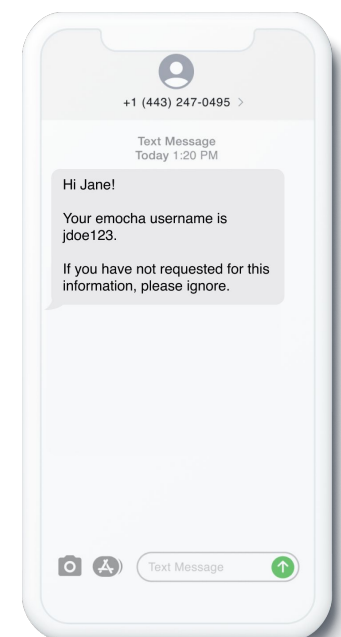 +1 (443) 247-0495 >
Text Message
Today 1:20 PM
Hi Jane!
Your emocha username is
jdoe123.
If you have not requested for this
information, please ignore.
Text Message